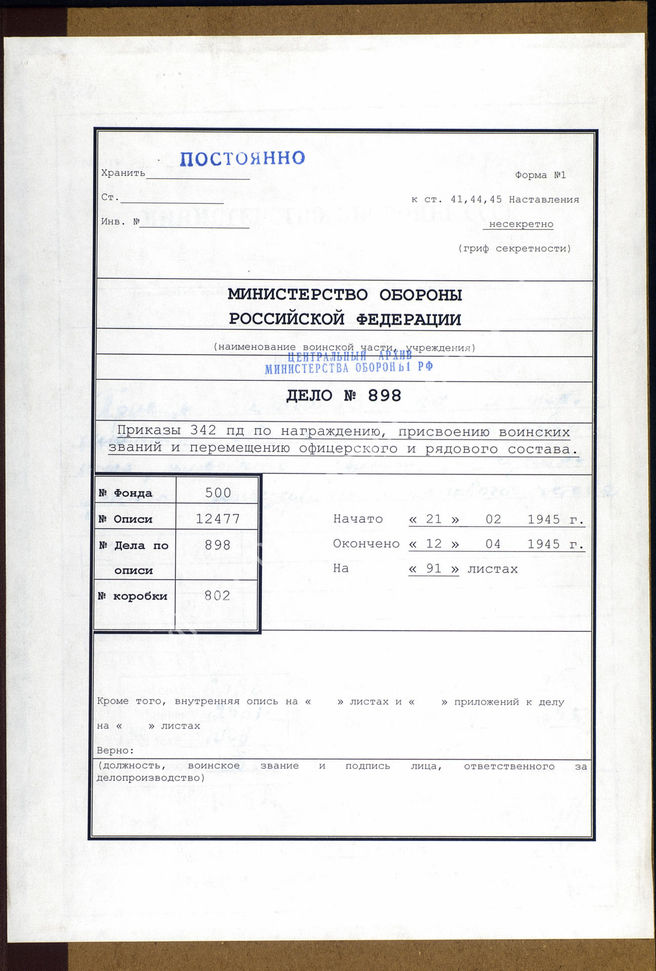 ПОСТОЯННО
Хранить
Форма №1
Ст.
к ст. 41,44,45 Наставления
Инв. №
несекретно
(гриф секретности)
МИНИСТЕРСТВО ОБОРОНЫ
РОССИЙСКОЙ ФЕДЕРАЦИИ
(наименование воинской части, учреждения)
ЦЕНТРАЛЬНЫЙ АРХИВ
МИНИСТЕРСТВА ОБОРОНЫ РФ
ДЕЛО № 898
Приказы 342 пд по награждению, присвоению воинских
званий и перемещению офицерского и рядового состава.
№ Фонда 500
№ Описи 12477
№ Дела по 898
описи
№ коробки 802
Начато « 21 » 02 1945 г.
Окончено « 12 » 04 1945 г.
На « 91 » листах
Кроме того, внутренняя опись на « » листах и « » приложений к делу
на « » листах
Верно:
(должность, воинское звание и подпись лица, ответственного за
делопроизводство)